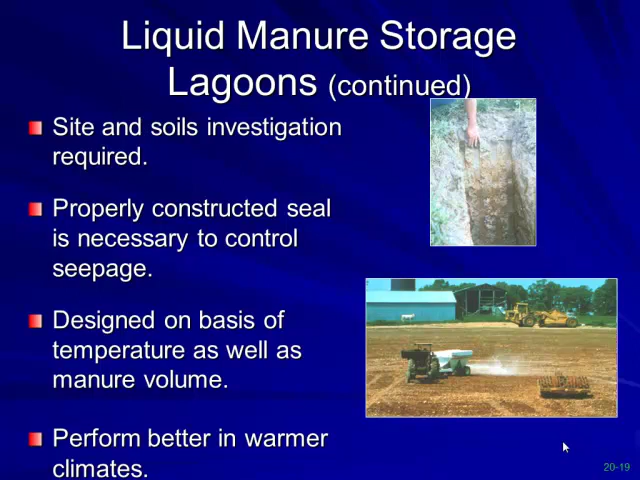 Liquid Manure Storage
Lagoons (continued)
Site and soils investigation
required.
Properly constructed seal
is necessary to control
seepage.
Designed on basis of
temperature as well as
manure volume.
Perform better in warmer
climates.
20-19